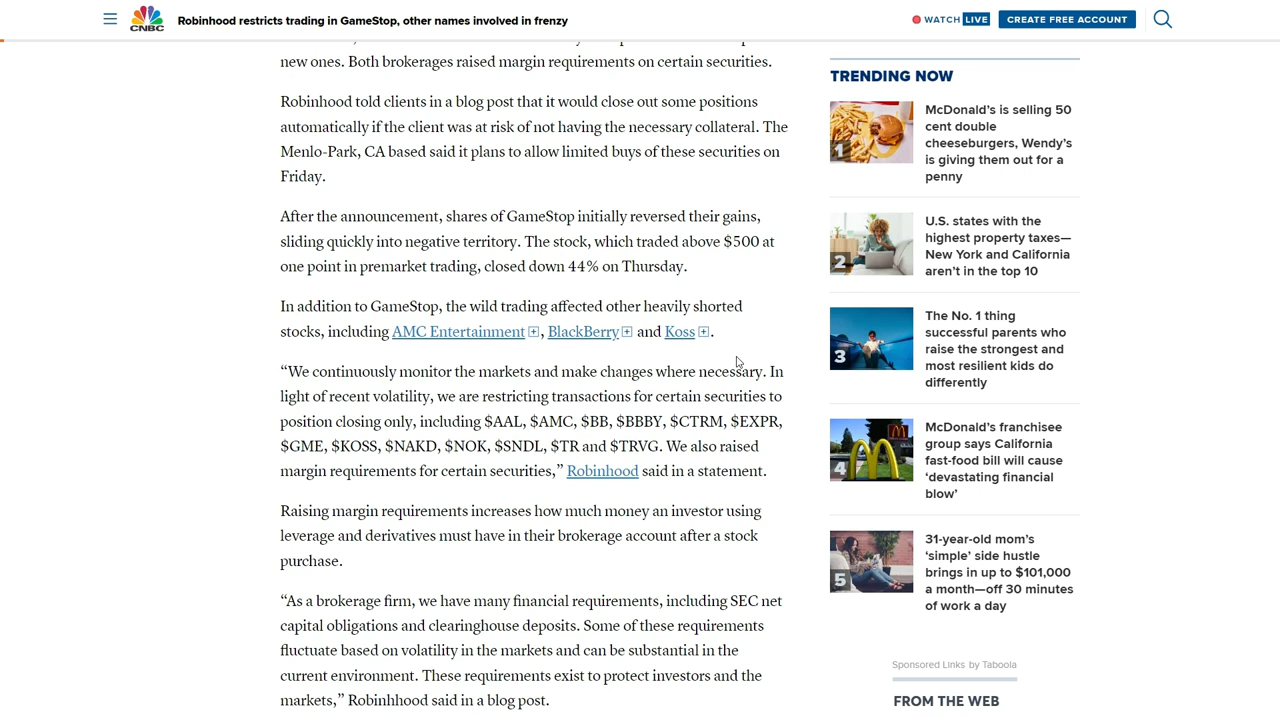 CNBC
Robinhood restricts trading in GameStop, other names involved in frenzy
WATCH LIVE
CREATE FREE ACCOUNT
new ones. Both brokerages raised margin requirements on certain securities.
Robinhood told clients in a blog post that it would close out some positions
automatically if the client was at risk of not having the necessary collateral. The
Menlo-Park, CA based said it plans to allow limited buys of these securities on
Friday.
After the announcement, shares of GameStop initially reversed their gains,
sliding quickly into negative territory. The stock, which traded above $500 at
one point in premarket trading, closed down 44% on Thursday.
In addition to GameStop, the wild trading affected other heavily shorted
stocks, including AMC Entertainment, BlackBerry and Koss.
“We continuously monitor the markets and make changes where necessary. In
light of recent volatility, we are restricting transactions for certain securities to
position closing only, including $AAL, $AMC, $BB, $BBBY, $CTRM, $EXPR,
$GME, $KOSS, $NAKD, $NOK, $SNDL, $TR and $TRVG. We also raised
margin requirements for certain securities,” Robinhood said in a statement.
Raising margin requirements increases how much money an investor using
leverage and derivatives must have in their brokerage account after a stock
purchase.
“As a brokerage firm, we have many financial requirements, including SEC net
capital obligations and clearinghouse deposits. Some of these requirements
fluctuate based on volatility in the markets and can be substantial in the
current environment. These requirements exist to protect investors and the
markets,” Robinhhood said in a blog post.
TRENDING NOW
1
McDonald’s is selling 50
cent double
cheeseburgers, Wendy’s
is giving them out for a
penny
2
U.S. states with the
highest property taxes—
New York and California
aren’t in the top 10
3
The No. 1 thing
successful parents who
raise the strongest and
most resilient kids do
differently
4
McDonald’s franchisee
group says California
fast-food bill will cause
‘devastating financial
blow’
5
31-year-old mom’s
‘simple’ side hustle
brings in up to $101,000
a month—off 30 minutes
of work a day
Sponsored Links by Taboola
FROM THE WEB